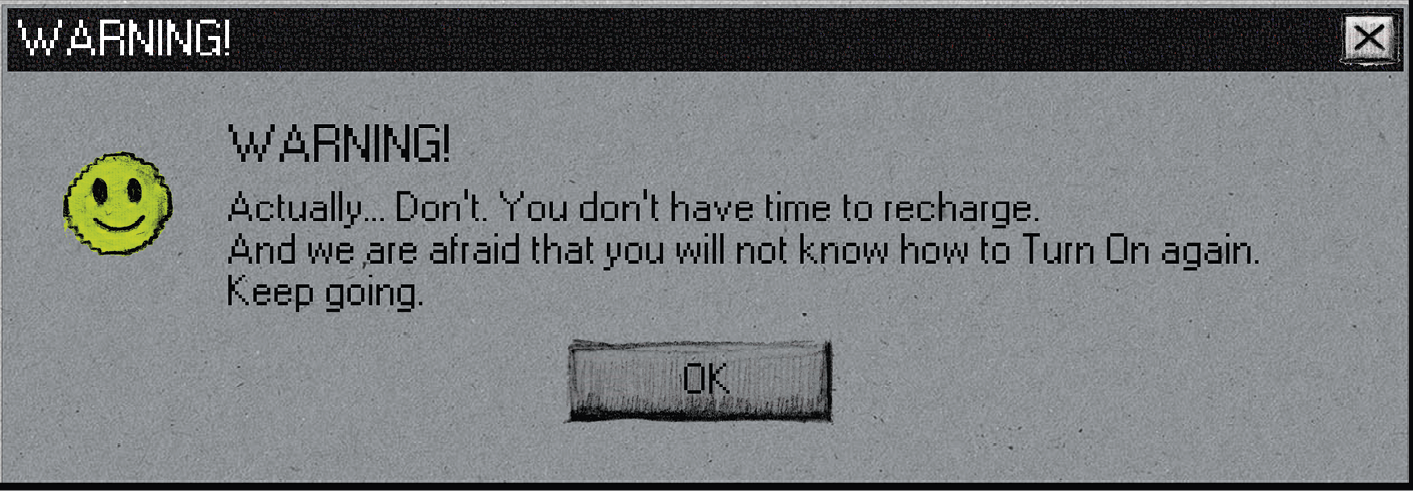 WARNING!
WARNING!
Actually... Don't. You don't have time to recharge.
And we are afraid that you will not know how to Turn On again.
Keep going.
OK